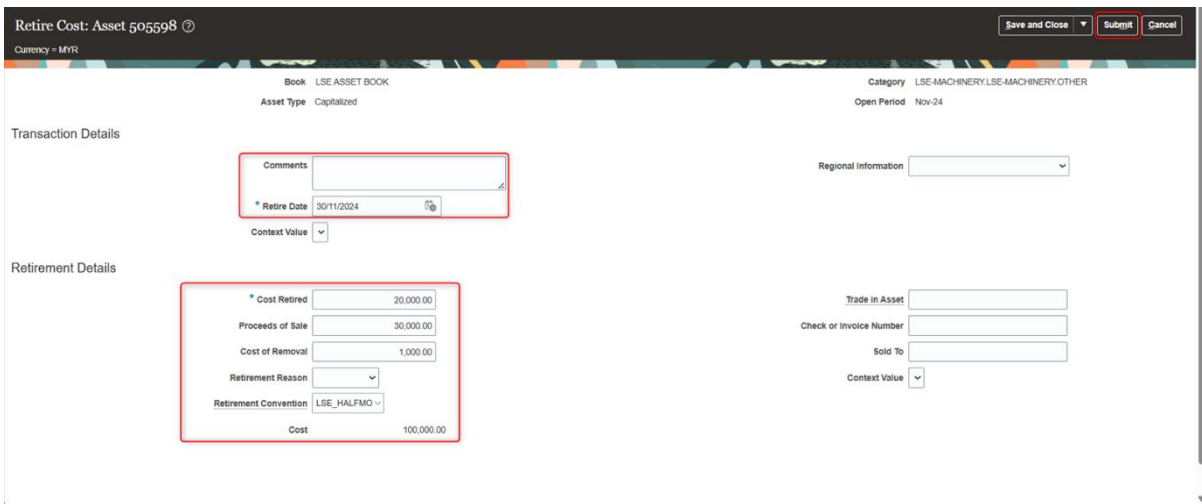 Retire Cost: Asset 505598
Save and Close Submit Cancel
Currency = MYR
Book LSE ASSET BOOK Category LSE-MACHINERY.LSE-MACHINERY.OTHER
Asset Type Capitalized Open Period Nov-24
Transaction Details
Comments Regional Information
* Retire Date 30/11/2024
Context Value
Retirement Details
* Cost Retired 20,000.00 Trade in Asset
Proceeds of Sale 30,000.00 Check or Invoice Number
Cost of Removal 1,000.00 Sold To
Retirement Reason Context Value
Retirement Convention LSE_HALFMO
Cost 100,000.00